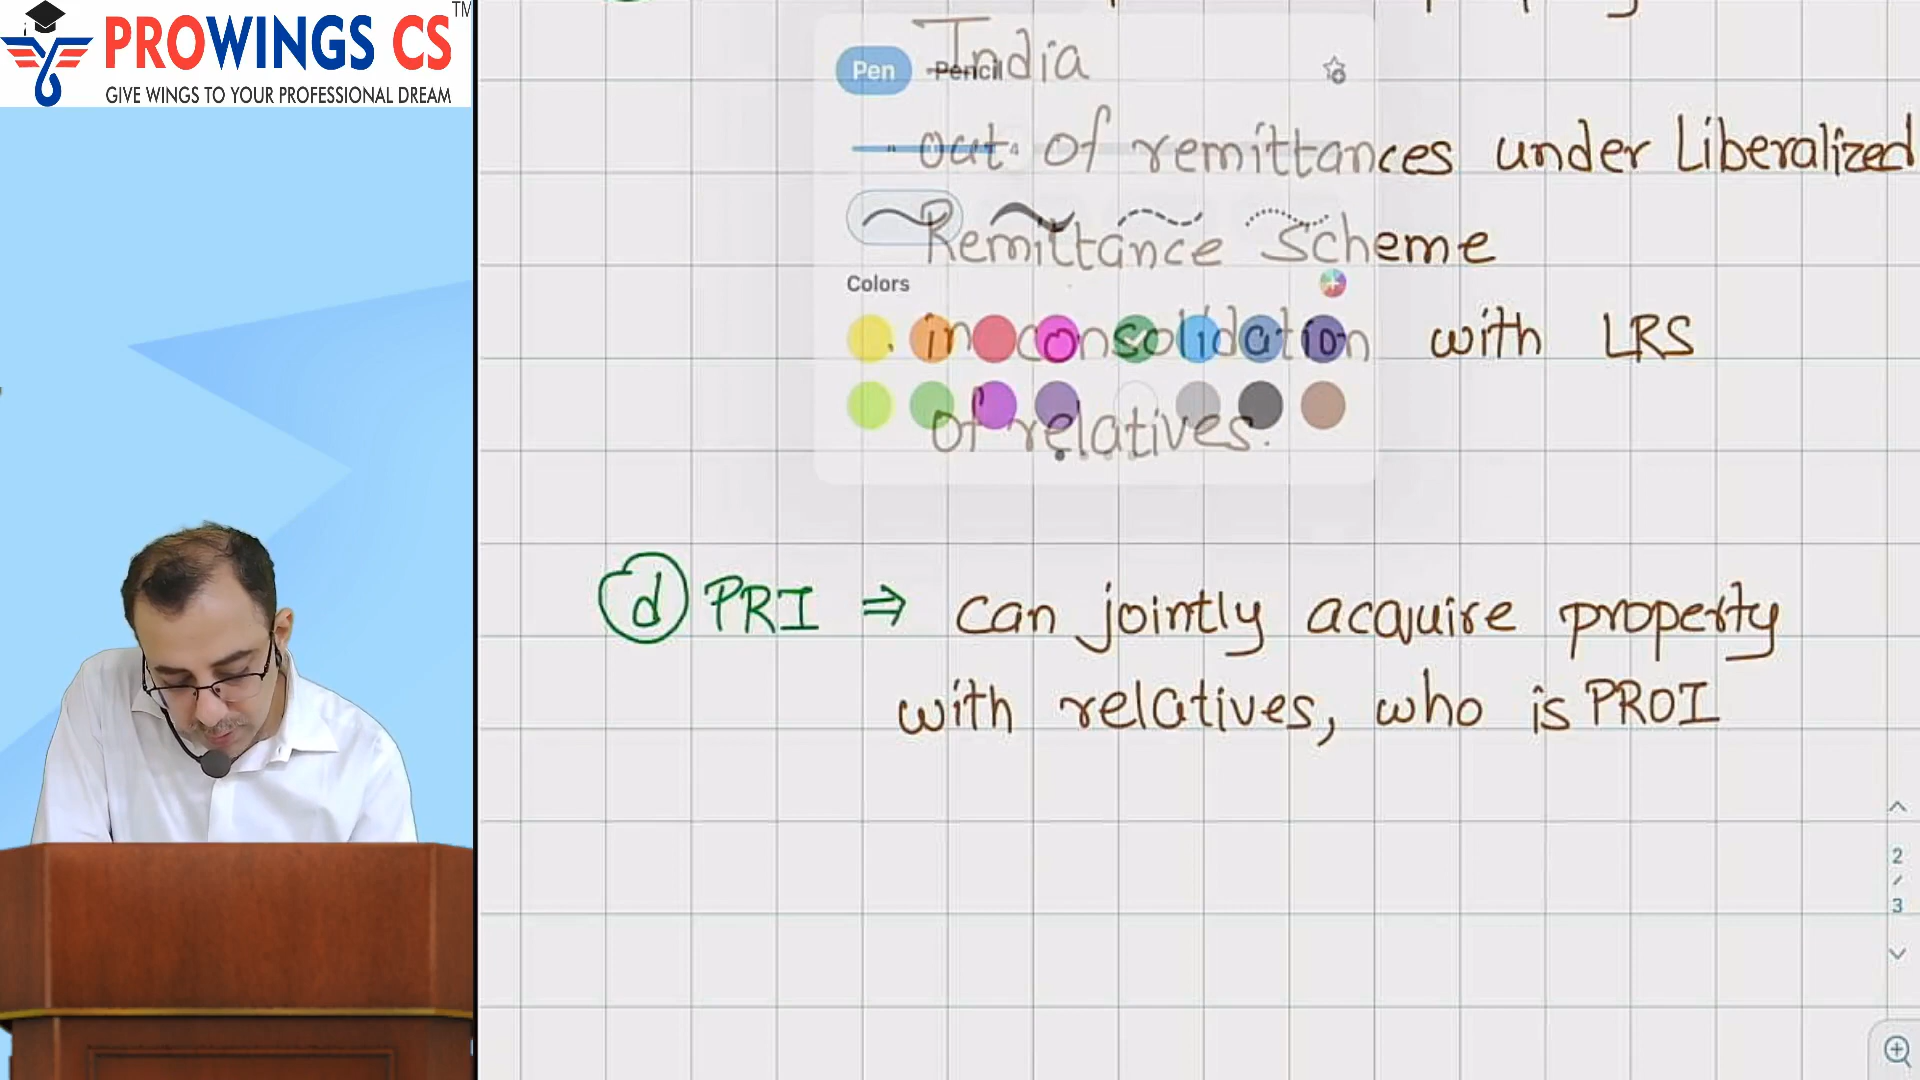 PROWINGS CS TM
GIVE WINGS TO YOUR PROFESSIONAL DREAM
India
Pen Pencil
out of remittances under Liberalized
Remittance Scheme
Colors
in consolidation with LRS
of relatives.
d PRI ⇒ can jointly acquire property
with relatives, who is PROI
2
/
3